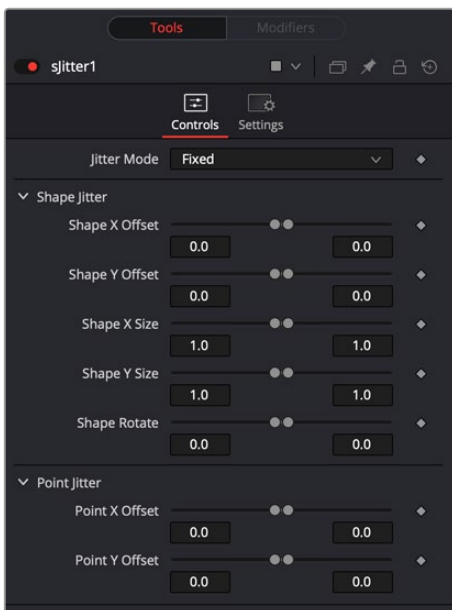 Tools Modifiers
sJitter1
Controls Settings
Jitter Mode Fixed
Shape Jitter
Shape X Offset
0.0 0.0
Shape Y Offset
0.0 0.0
Shape X Size
1.0 1.0
Shape Y Size
1.0 1.0
Shape Rotate
0.0 0.0
Point Jitter
Point X Offset
0.0 0.0
Point Y Offset
0.0 0.0